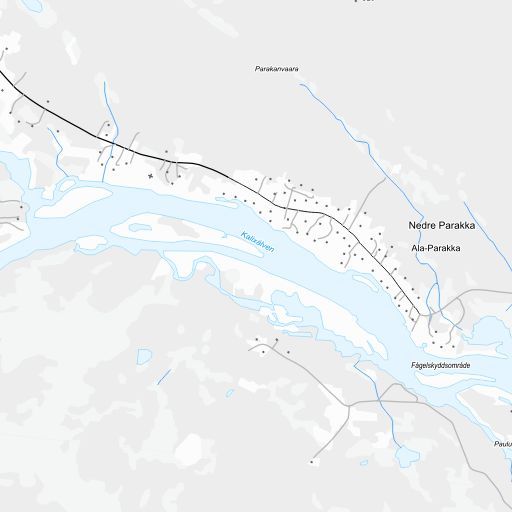 Parakanvaara
Nedre Parakka
Ala-Parakka
Kalixälven
Fågelskyddsområde